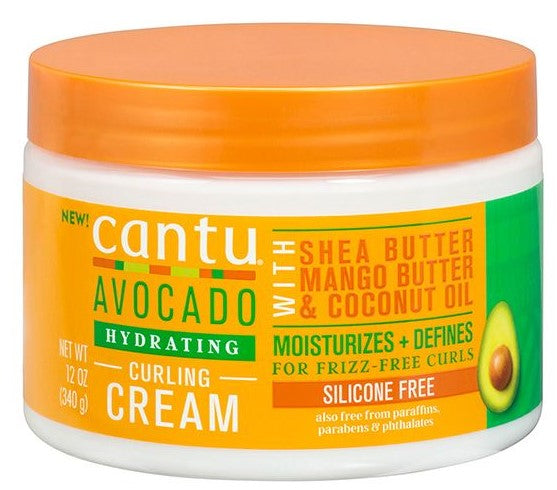 NEW!
cantu®
AVOCADO
HYDRATING
CURLING
CREAM
NET WT
12 OZ
(340 g)
WITH
SHEA BUTTER
MANGO BUTTER
& COCONUT OIL
MOISTURIZES + DEFINES
FOR FRIZZ-FREE CURLS
SILICONE FREE
also free from paraffins,
parabens & phthalates